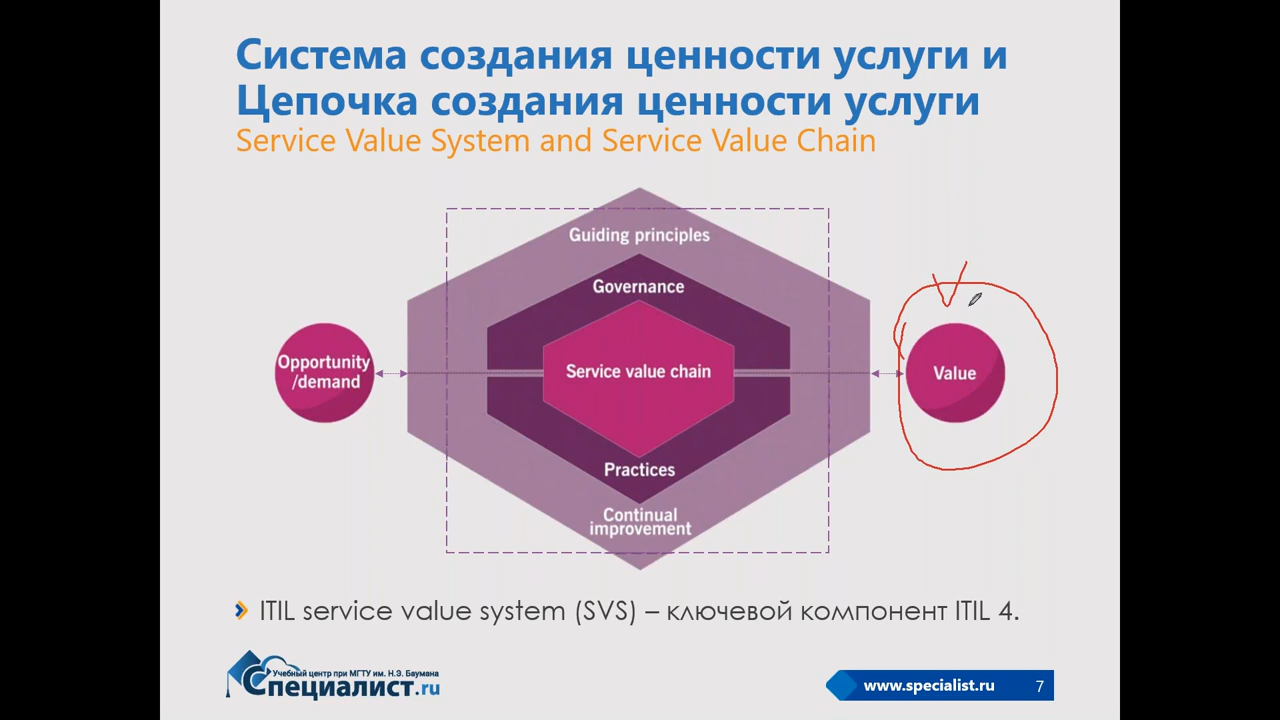 Система создания ценности услуги и
Цепочка создания ценности услуги
Service Value System and Service Value Chain
Guiding principles
Governance
Opportunity
/demand
Service value chain
Value
Practices
Continual
improvement
ITIL service value system (SVS) – ключевой компонент ITIL 4.
Учебный центр при МГТУ им. Н.Э. Баумана
Специалист.ru
www.specialist.ru
7